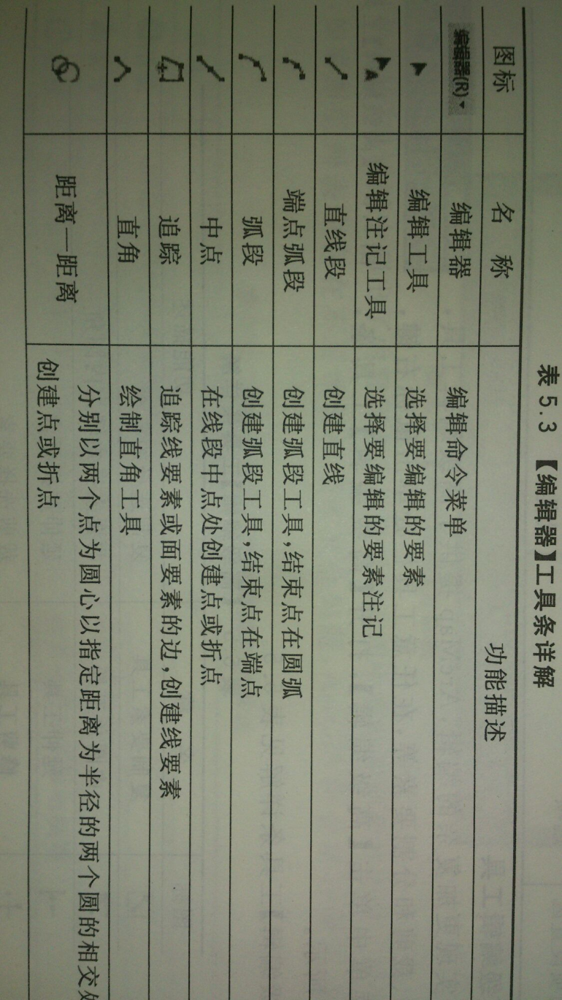 表 5.3 【编辑器】工具条详解
图标 名 称 功能描述
编辑器(R) 编辑器 编辑命令菜单
编辑工具 选择要编辑的要素
编辑注记工具 选择要编辑的要素注记
直线段 创建直线
端点弧段 创建弧段工具,结束点在圆弧
弧段 创建弧段工具,结束点在端点
中点 在线段中点处创建点或折点
追踪 追踪线要素或面要素的边,创建线要素
直角 绘制直角工具
距离—距离 分别以两个点为圆心以指定距离为半径的两个圆的相交处
创建点或折点